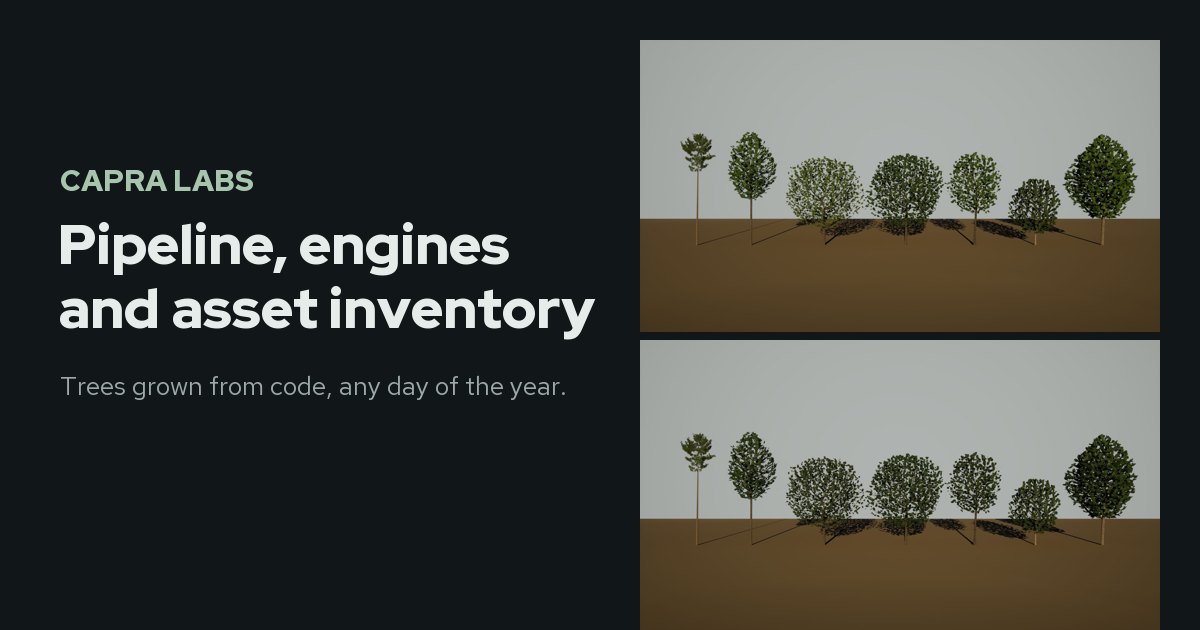 CAPRA LABS
Pipeline, engines
and asset inventory
Trees grown from code, any day of the year.